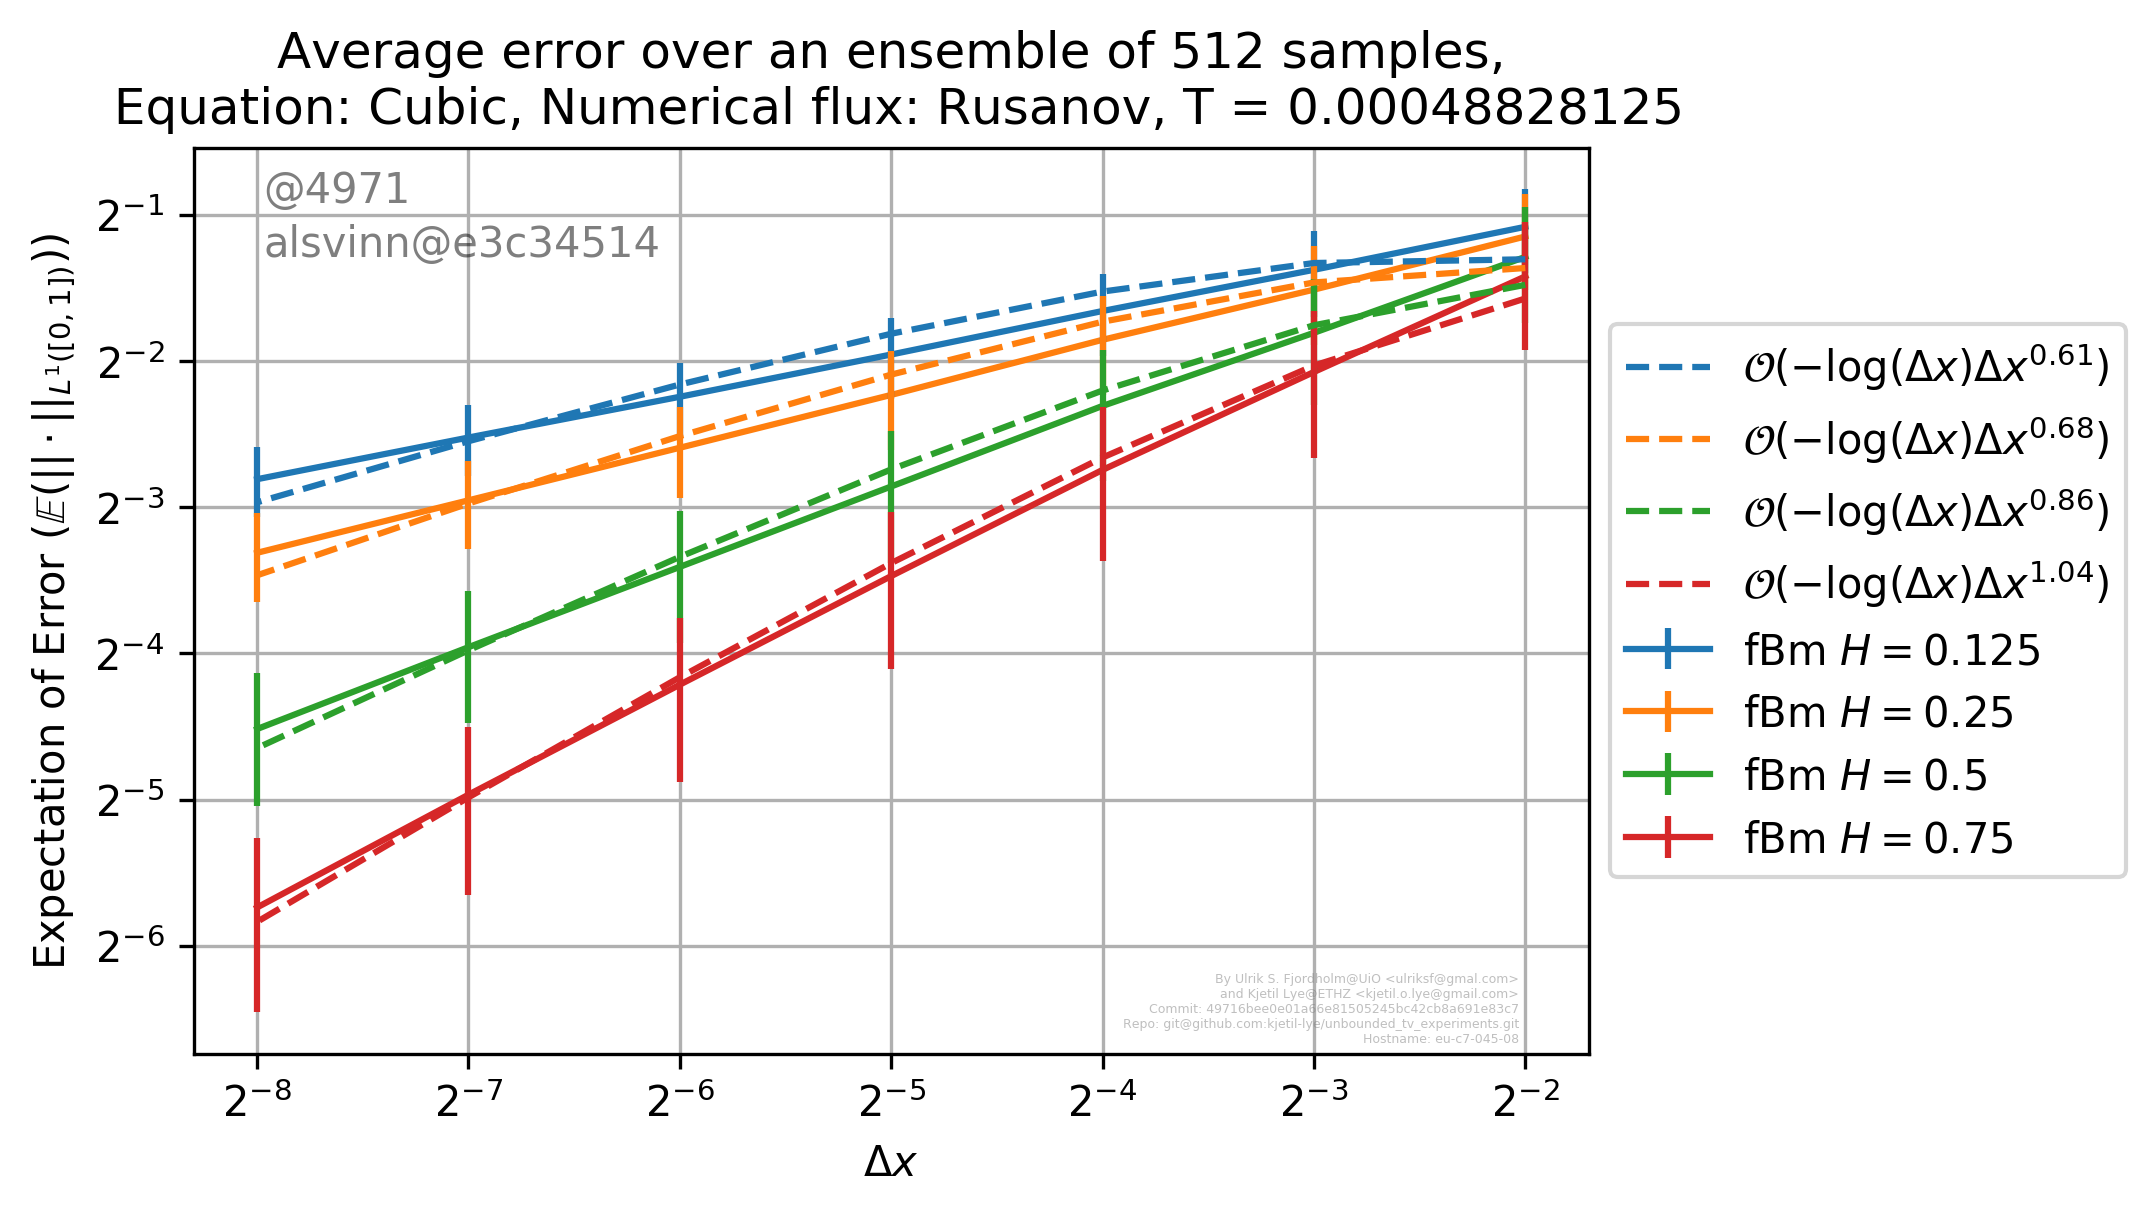 Average error over an ensemble of 512 samples,
Equation: Cubic, Numerical flux: Rusanov, T = 0.00048828125
@4971
alsvinn@e3c34514
Expectation of Error (𝔼(||·||_{L^1([0,1])}))
2^{-1}
2^{-2}
2^{-3}
2^{-4}
2^{-5}
2^{-6}
2^{-8}
2^{-7}
2^{-6}
2^{-5}
2^{-4}
2^{-3}
2^{-2}
Δx
By Ulrik S. Fjordholm@UiO <ulriksf@gmal.com>
and Kjetil Lye@ETHZ <kjetil.o.lye@gmail.com>
Commit: 49716bee0e01a66e81505245bc42cb8a691e83c7
Repo: git@github.com:kjetil-lye/unbounded_tv_experiments.git
Hostname: eu-c7-045-08
𝒪(−log(Δx)Δx^{0.61})
𝒪(−log(Δx)Δx^{0.68})
𝒪(−log(Δx)Δx^{0.86})
𝒪(−log(Δx)Δx^{1.04})
fBm H = 0.125
fBm H = 0.25
fBm H = 0.5
fBm H = 0.75